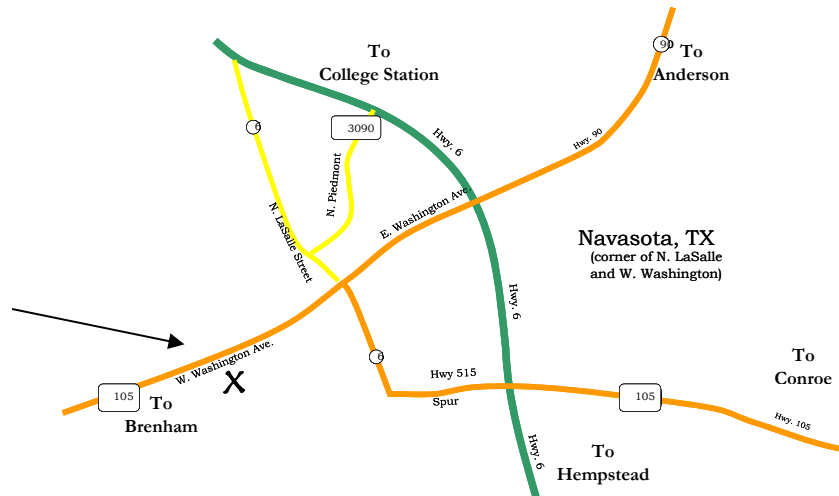 To
College Station
90
To
Anderson
6
3090
Hwy. 6
Hwy. 90
N. Piedmont
E. Washington Ave.
N. LaSalle Street
Navasota, TX
(corner of N. LaSalle
and W. Washington)
Hwy. 6
W. Washington Ave.
X
6
Hwy 515
Spur
105
To
Brenham
105
To
Conroe
Hwy. 105
Hwy. 6
To
Hempstead